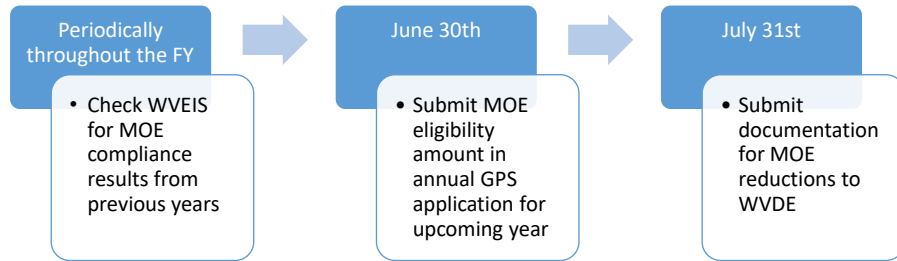 Periodically
throughout the FY
• Check WVEIS
for MOE
compliance
results from
previous years
June 30th
• Submit MOE
eligibility
amount in
annual GPS
application for
upcoming year
July 31st
• Submit
documentation
for MOE
reductions to
WVDE